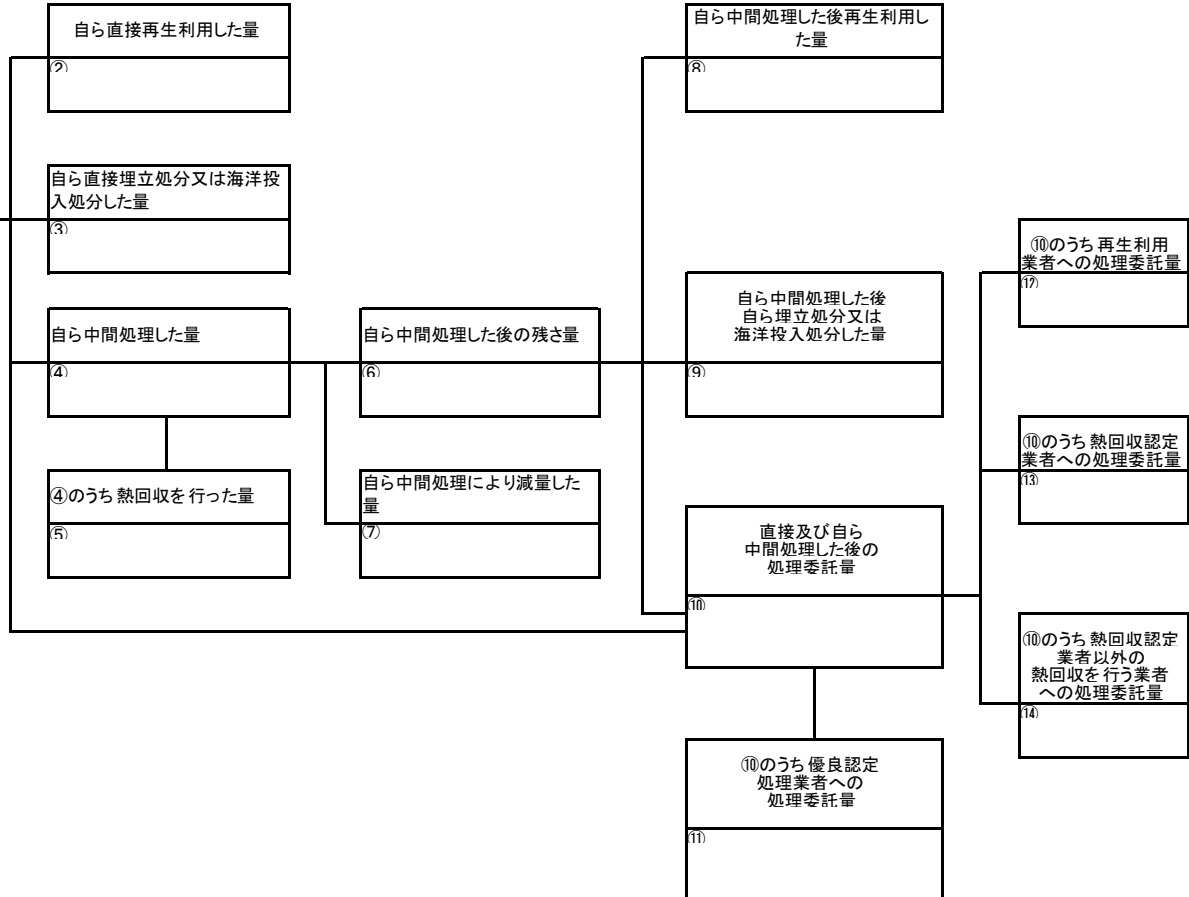 自ら直接再生利用した量
②
自ら中間処理した後再生利用し
た量
⑧
自ら直接埋立処分又は海洋投
入処分した量
③
⑩のうち再生利用
業者への処理委託量
⑫
自ら中間処理した量
④
自ら中間処理した後の残さ量
⑥
自ら中間処理した後
自ら埋立処分又は
海洋投入処分した量
⑨
⑩のうち熱回収認定
業者への処理委託量
⑬
④のうち熱回収を行った量
⑤
自ら中間処理により減量した
量
⑦
直接及び自ら
中間処理した後の
処理委託量
⑩
⑩のうち熱回収認定
業者以外の
熱回収を行う業者
への処理委託量
⑭
⑩のうち優良認定
処理業者への
処理委託量
⑪